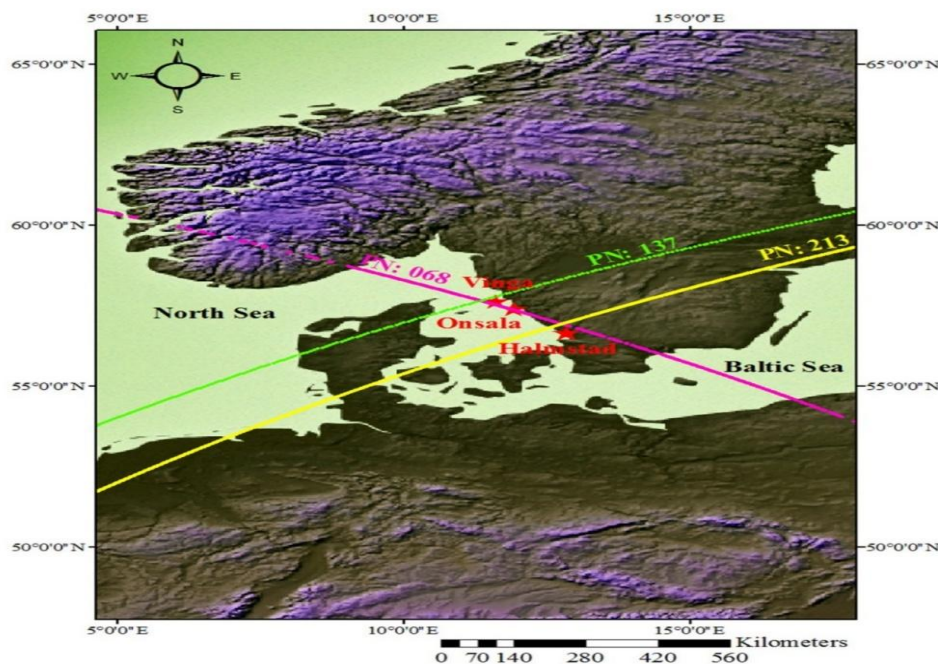 5°0'0"E 10°0'0"E 15°0'0"E
N
W E
S
65°0'0"N 65°0'0"N
60°0'0"N 60°0'0"N
PN: 137
PN: 213
PN: 068
Vinga
North Sea
Onsala
Halmstad
Baltic Sea
55°0'0"N 55°0'0"N
50°0'0"N 50°0'0"N
5°0'0"E 10°0'0"E 15°0'0"E
Kilometers
0 70 140 280 420 560